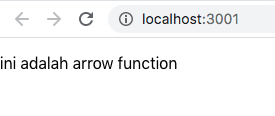 localhost:3001
ini adalah arrow function